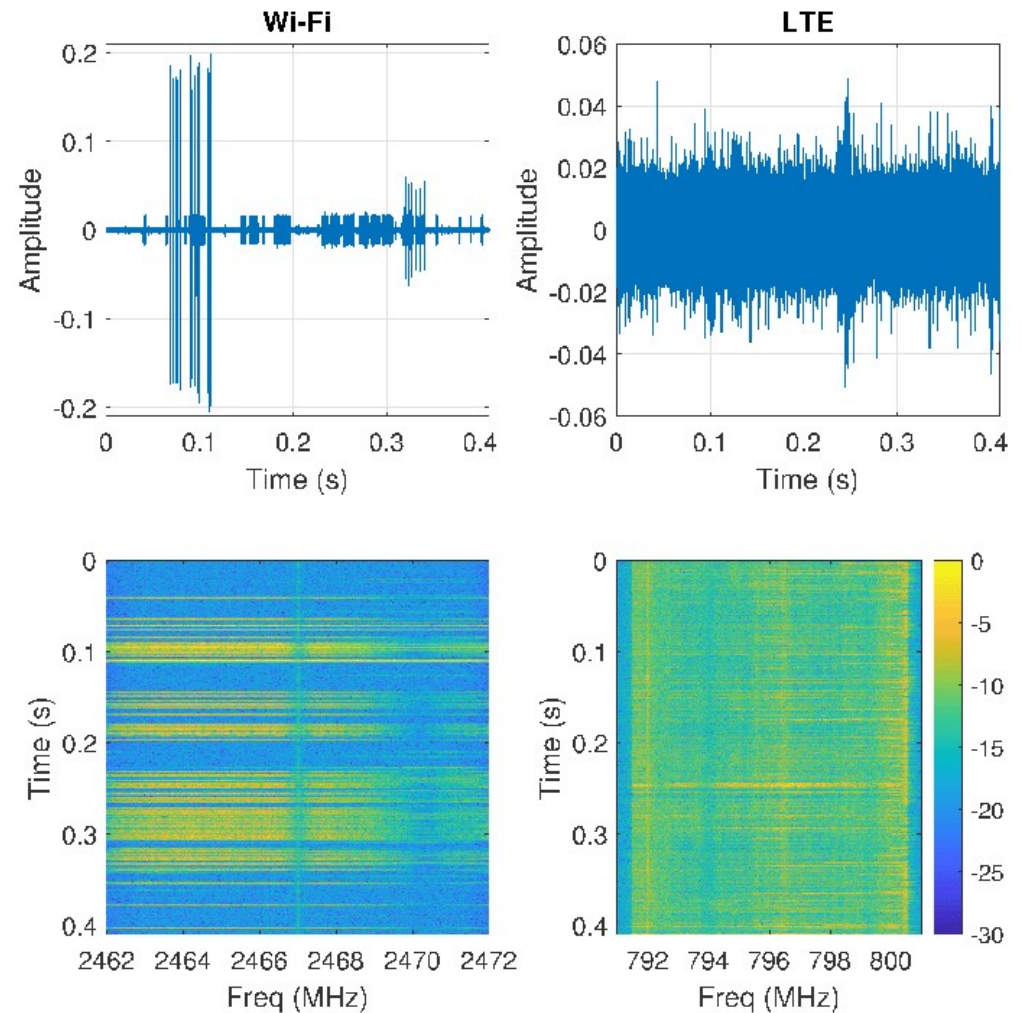 Wi-Fi
0.2
0.1
0
-0.1
-0.2
Amplitude
0 0.1 0.2 0.3 0.4
Time (s)
LTE
0.06
0.04
0.02
0
-0.02
-0.04
-0.06
Amplitude
0 0.1 0.2 0.3 0.4
Time (s)
0
0.1
0.2
0.3
0.4
Time (s)
2462 2464 2466 2468 2470 2472
Freq (MHz)
0
0.1
0.2
0.3
0.4
Time (s)
792 794 796 798 800
Freq (MHz)
0
-5
-10
-15
-20
-25
-30